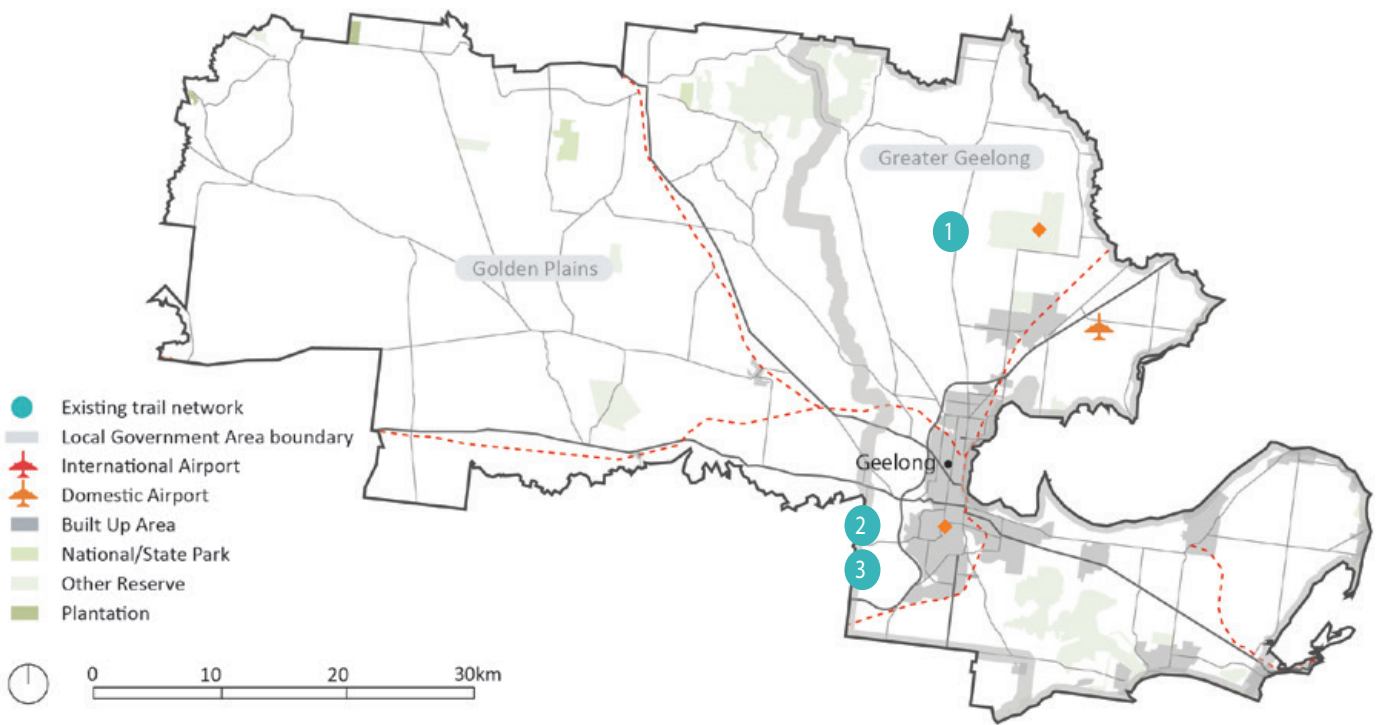 Greater Geelong
1
Golden Plains
Existing trail network
Local Government Area boundary
International Airport
Domestic Airport
Built Up Area
National/State Park
Other Reserve
Plantation
Geelong
2
3
0 10 20 30km